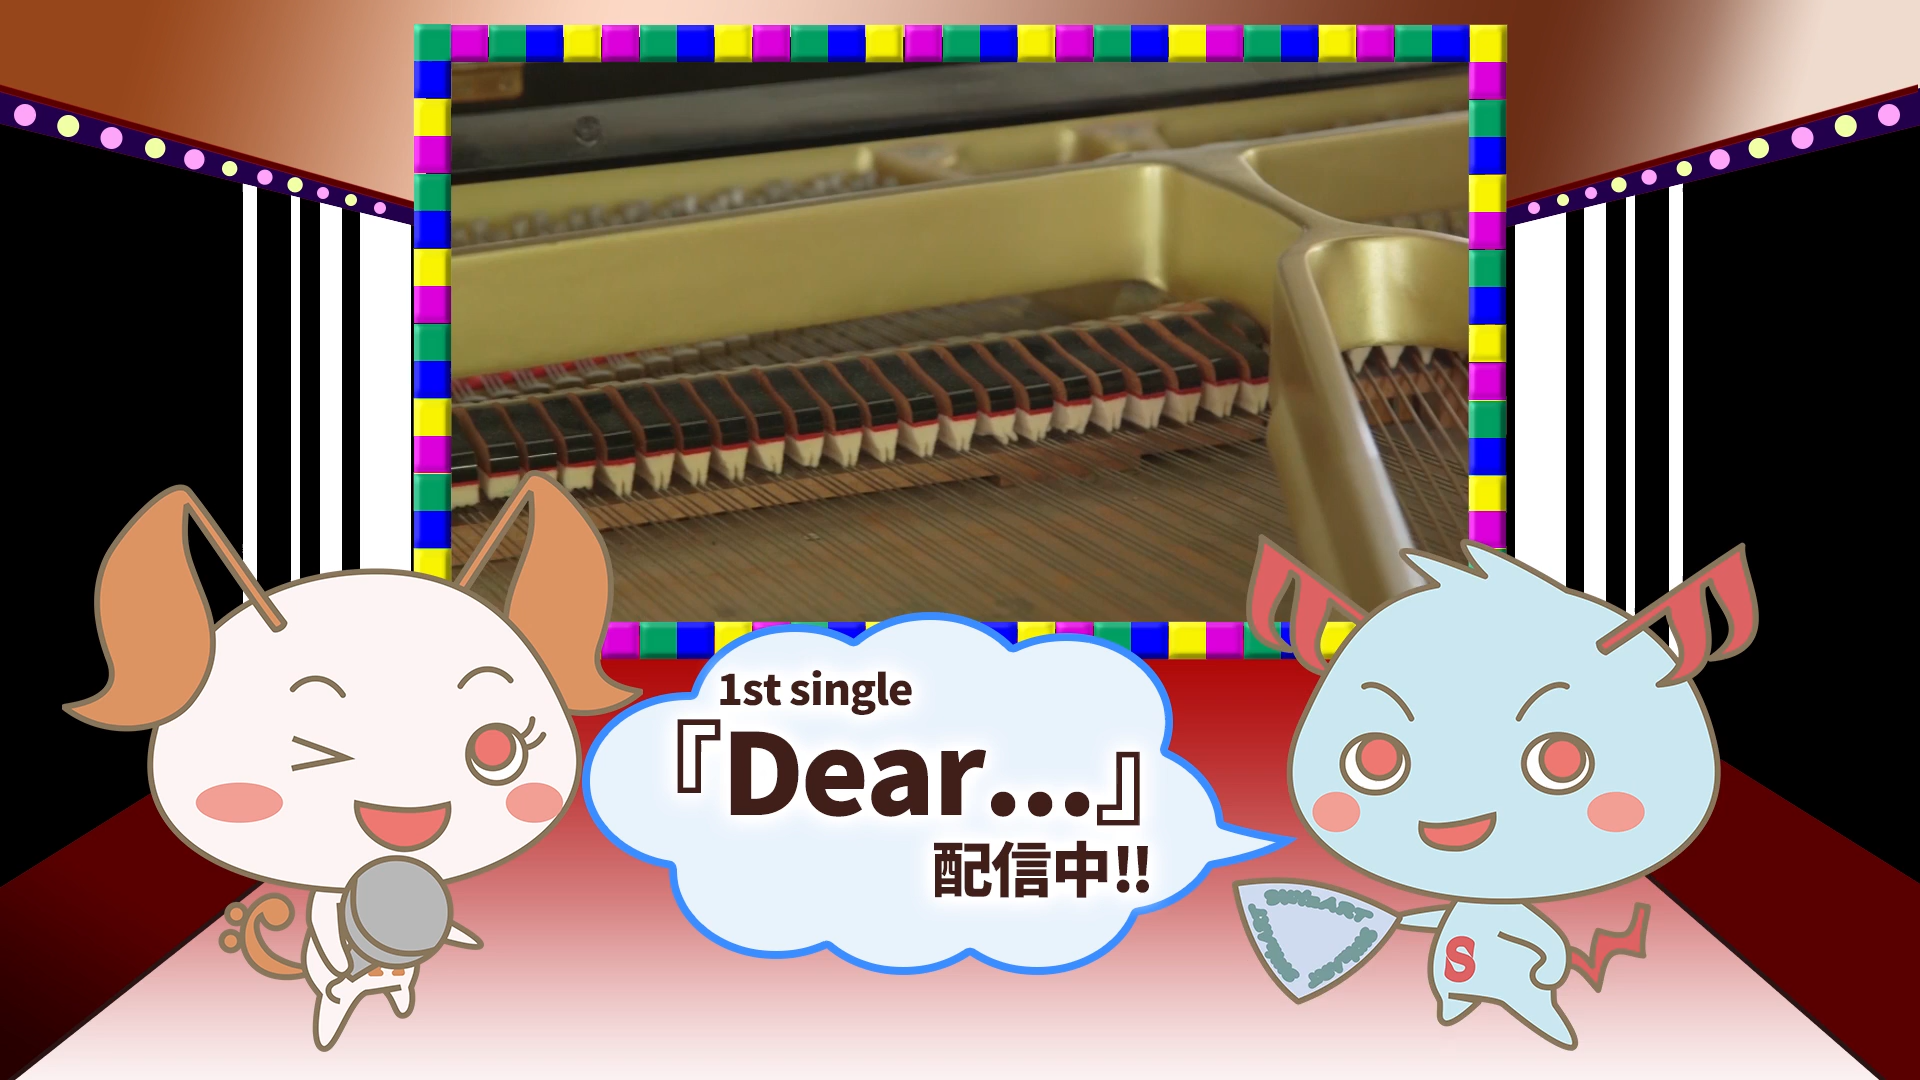 1st single
『Dear...』
配信中!!
S